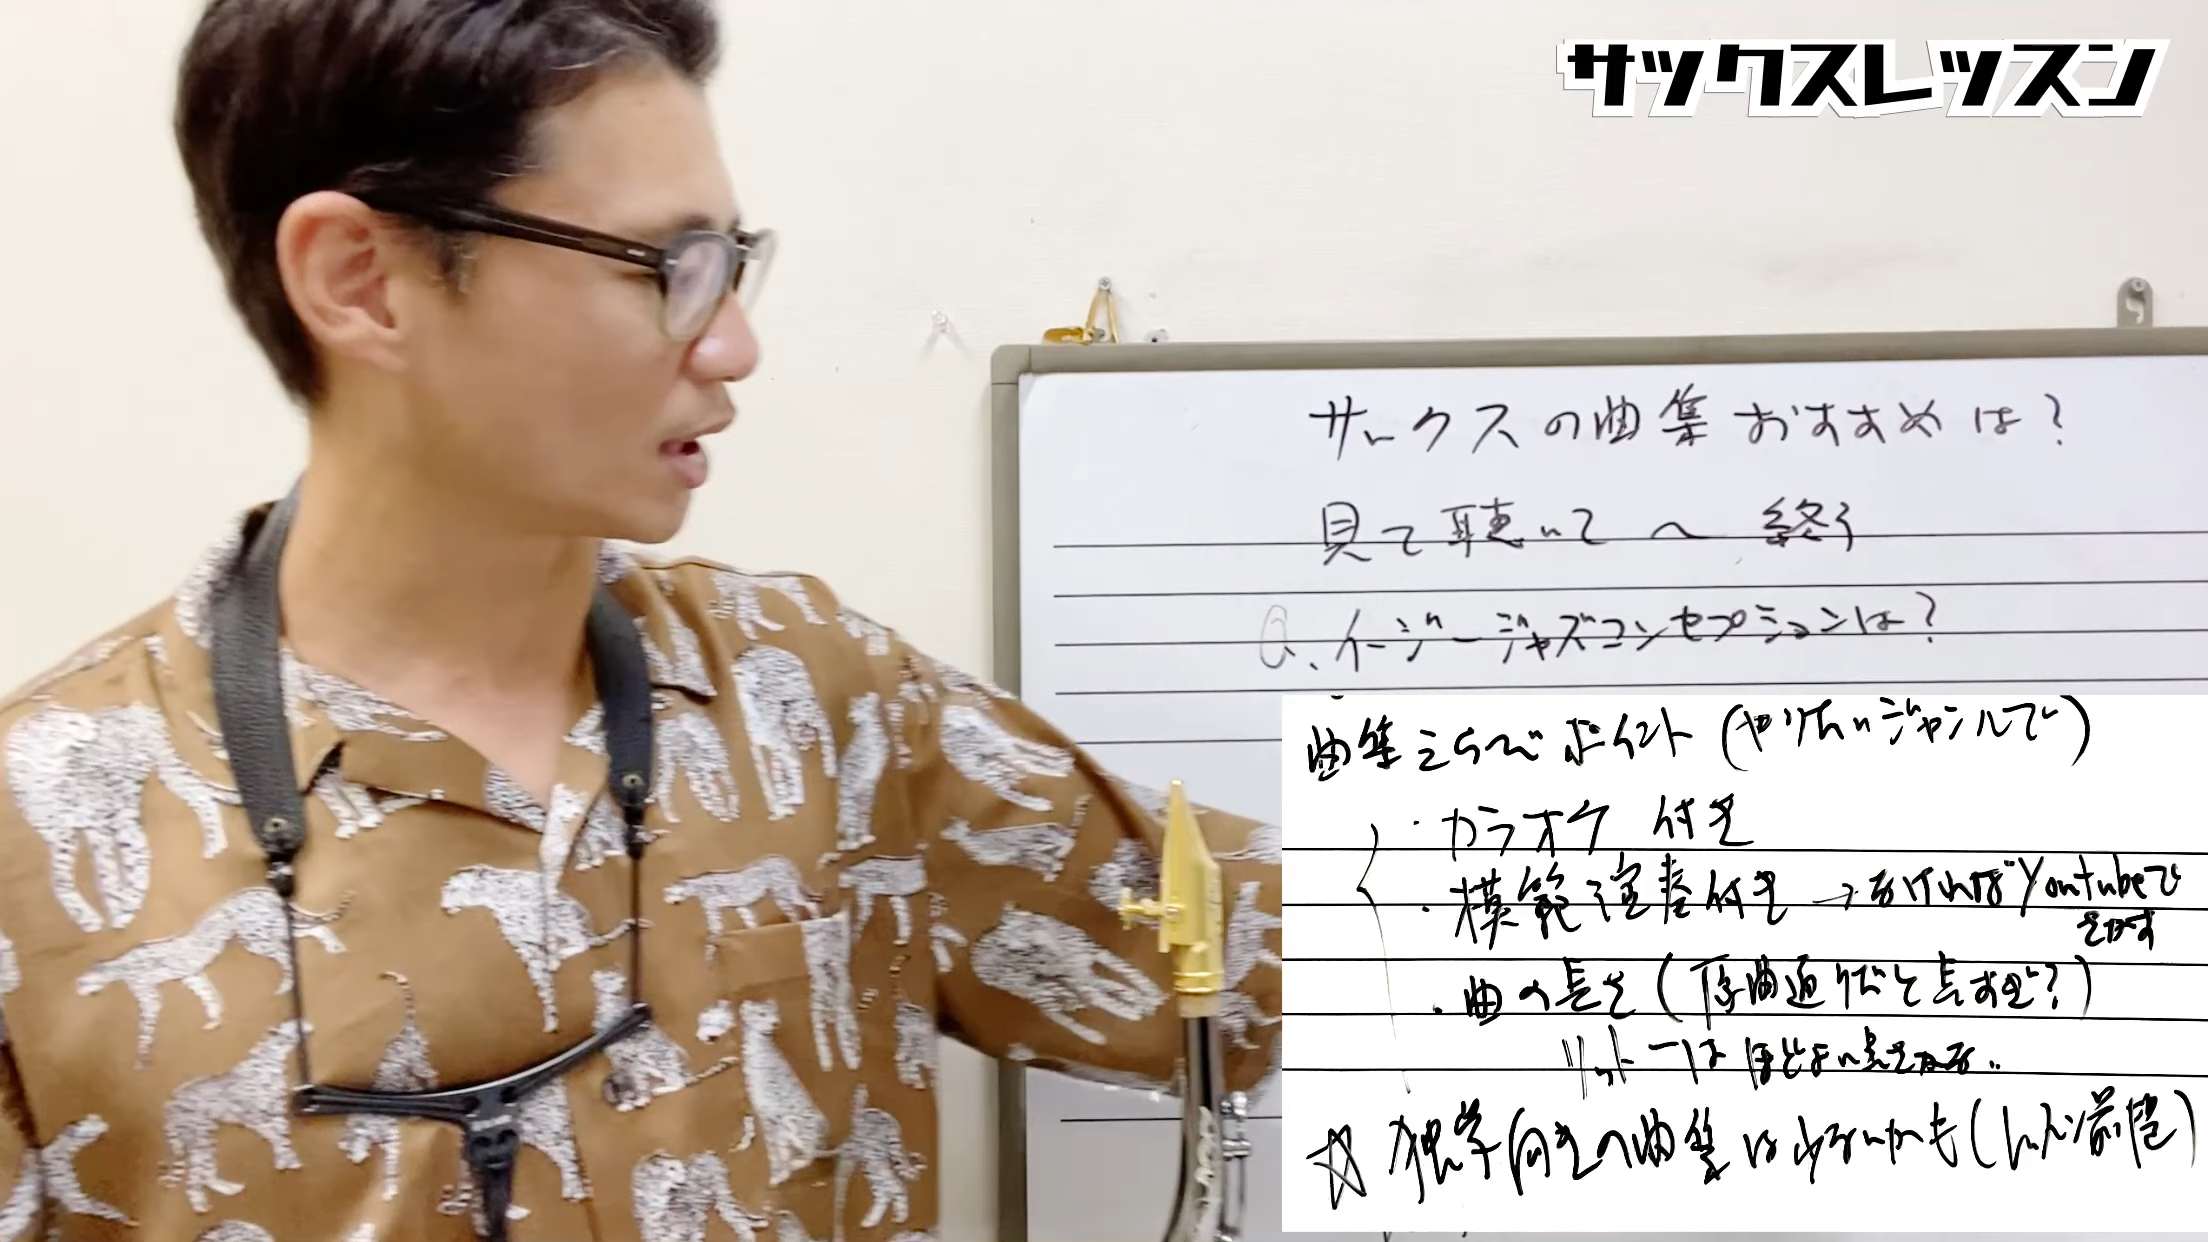 サックスレッスン
サックスの曲集おすすめは?
見て聴いて〜終
Q.イージージャズコンセプションは?
曲集えらびポイント(やりたいジャンルで)
・カラオケ付き
・模範演奏付き→なければYoutubeで
さがす
・曲の長さ(原曲通りだと長すぎ?)
リットーはほどよい長さかな。
☆独学向きの曲集は少ないかも(レッスン前提)